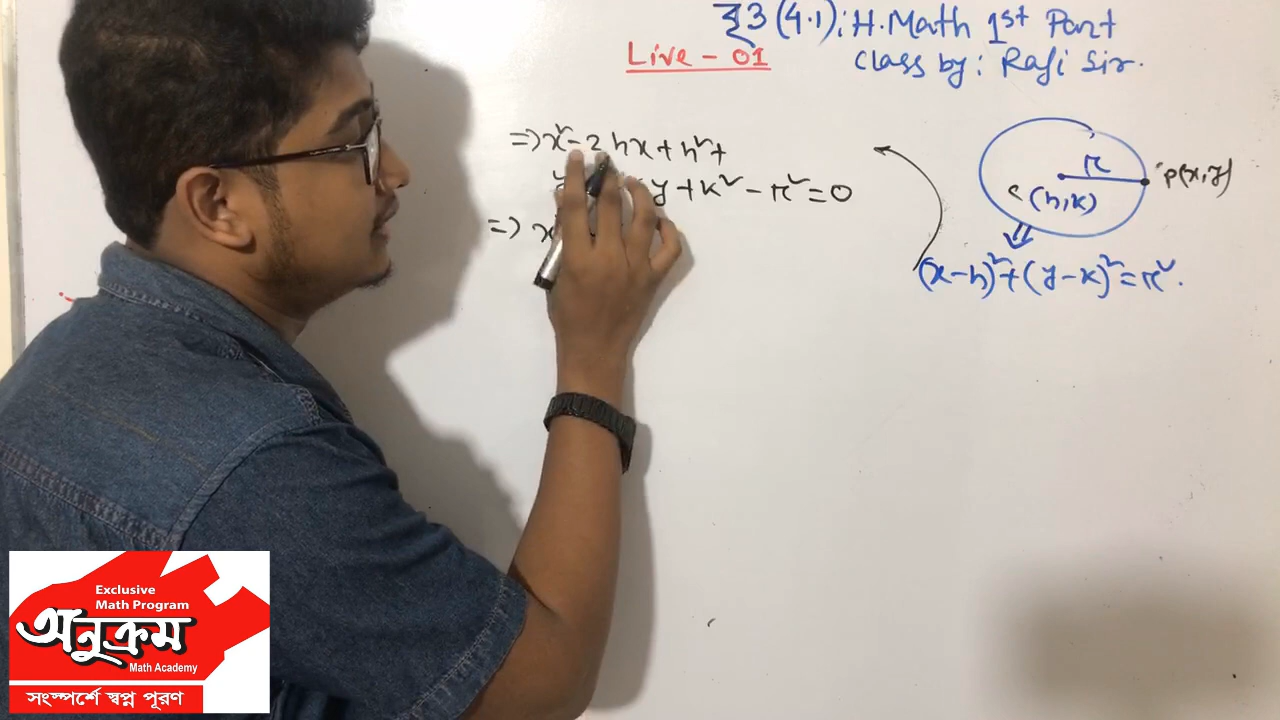 বৃত্ত (4.1): H.Math 1st Part
Live - 01
Class by: Rafi Sir.
=> x² - 2hx + h² +
y + k² - r² = 0
=> x
r
P(x,y)
c (h,k)
(x-h)² + (y-k)² = r².
Exclusive
Math Program
অনুক্রম
Math Academy
সংস্পর্শে স্বপ্ন পূরণ